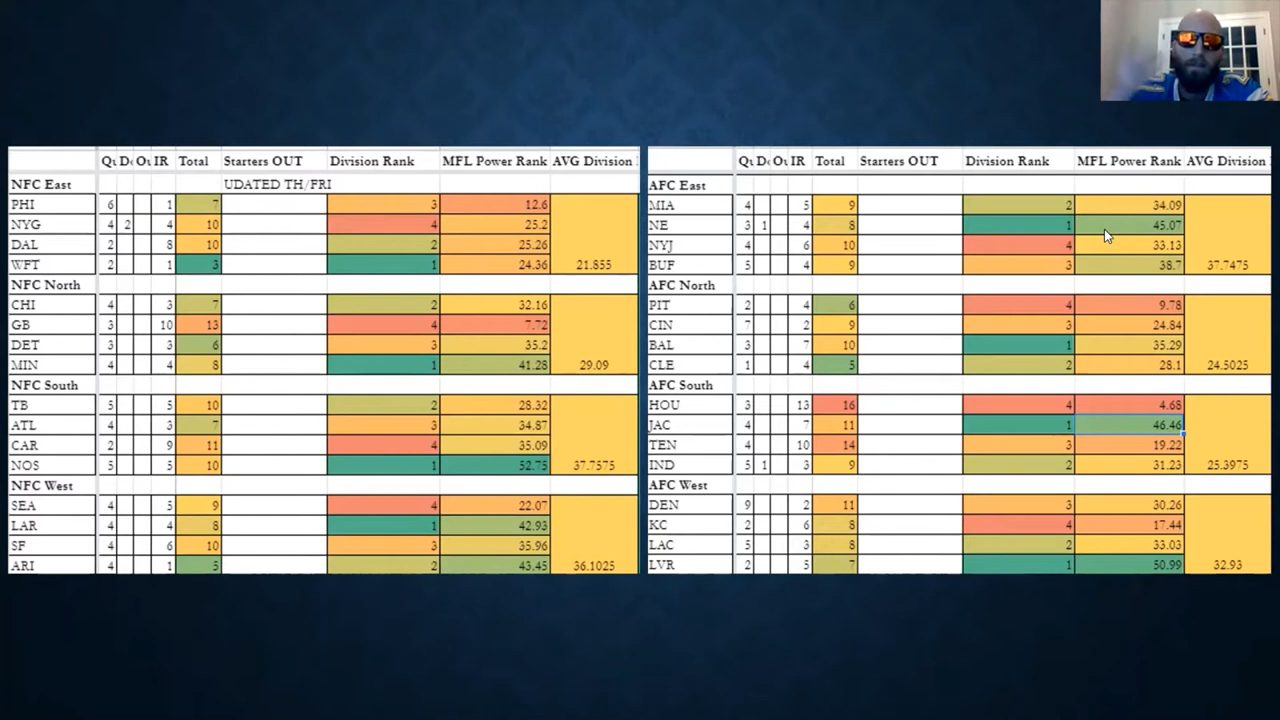 Qu Do Ou IR Total Starters OUT Division Rank MFL Power Rank AVG Division
NFC East UDATED TH/FRI
PHI 6 1 7 3 12.6
NYG 4 2 4 10 4 25.2
DAL 2 8 10 2 25.26
WFT 2 1 3 1 24.36 21.855
NFC North
CHI 4 3 7 2 32.16
GB 3 10 13 4 7.72
DET 3 3 6 3 35.2
MIN 4 4 8 1 41.28 29.09
NFC South
TB 5 5 10 2 28.32
ATL 4 3 7 3 34.87
CAR 2 9 11 4 35.09
NOS 5 5 10 1 52.75 37.7575
NFC West
SEA 4 5 9 4 22.07
LAR 4 4 8 1 42.93
SF 4 6 10 3 35.96
ARI 4 1 5 2 43.45 36.1025
Qu Do Ou IR Total Starters OUT Division Rank MFL Power Rank AVG Division
AFC East
MIA 4 5 9 2 34.09
NE 3 1 4 8 1 45.07
NYJ 4 6 10 4 33.13
BUF 5 4 9 3 38.7 37.7475
AFC North
PIT 2 4 6 4 9.78
CIN 7 2 9 3 24.84
BAL 3 7 10 1 35.29
CLE 1 4 5 2 28.1 24.5025
AFC South
HOU 3 13 16 4 4.68
JAC 4 7 11 1 46.46
TEN 4 10 14 3 19.22
IND 5 1 3 9 2 31.23 25.3975
AFC West
DEN 9 2 11 3 30.26
KC 2 6 8 4 17.44
LAC 5 3 8 2 33.03
LVR 2 5 7 1 50.99 32.93